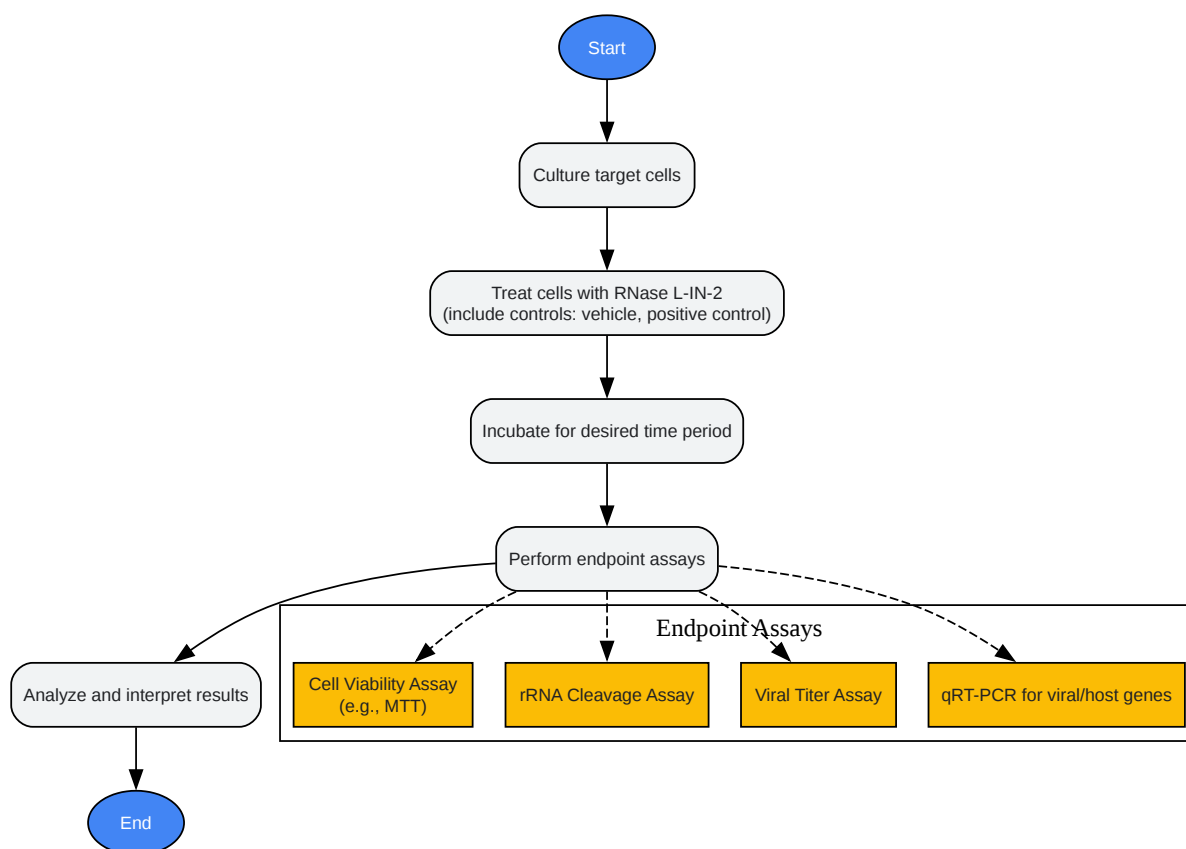 Start
Culture target cells
Treat cells with RNase L-IN-2
(include controls: vehicle, positive control)
Incubate for desired time period
Perform endpoint assays
Endpoint Assays
Analyze and interpret results
Cell Viability Assay
(e.g., MTT)
rRNA Cleavage Assay
Viral Titer Assay
qRT-PCR for viral/host genes
End